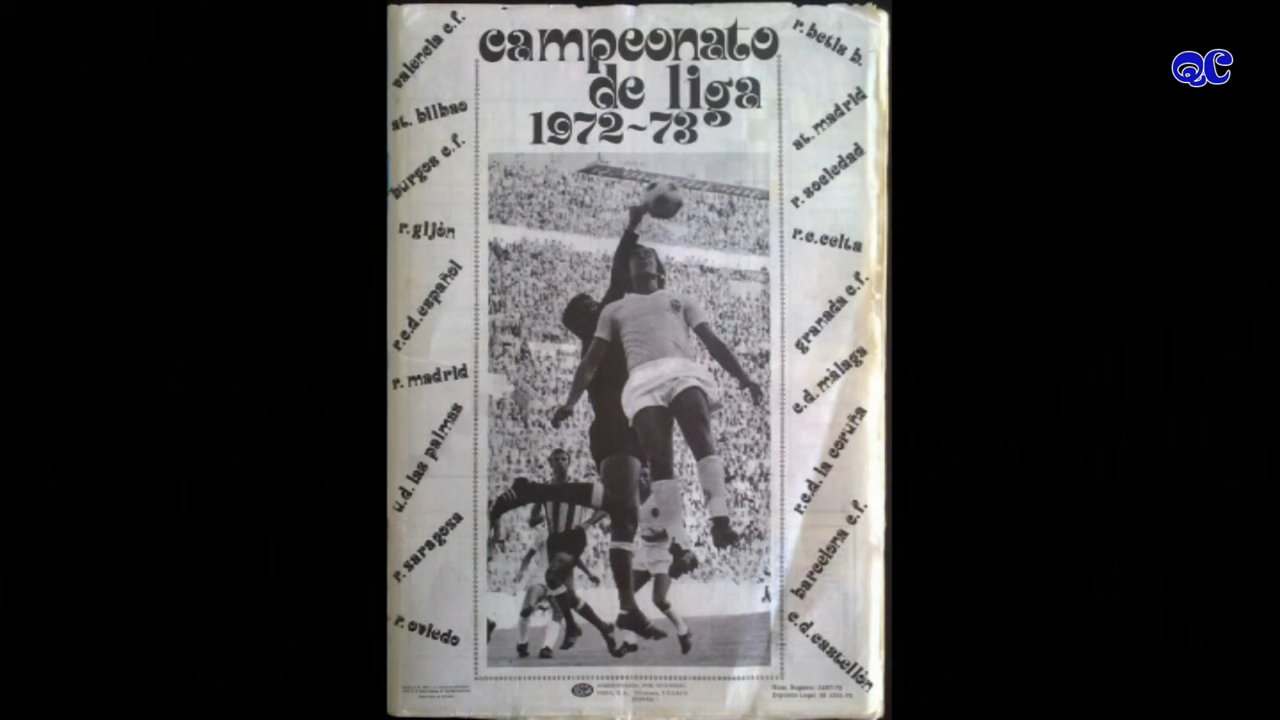 campeonato
de liga
1972~73
valencia c.f.
at. bilbao
burgos c.f.
r. gijón
r.c.d. español
r. madrid
u.d. las palmas
r. zaragoza
r. oviedo
r. betis b.
at. madrid
r. sociedad
r.c. celta
granada c.f.
c.d. málaga
r.c.d. la coruña
barcelona c.f.
c.d. castellón
QC